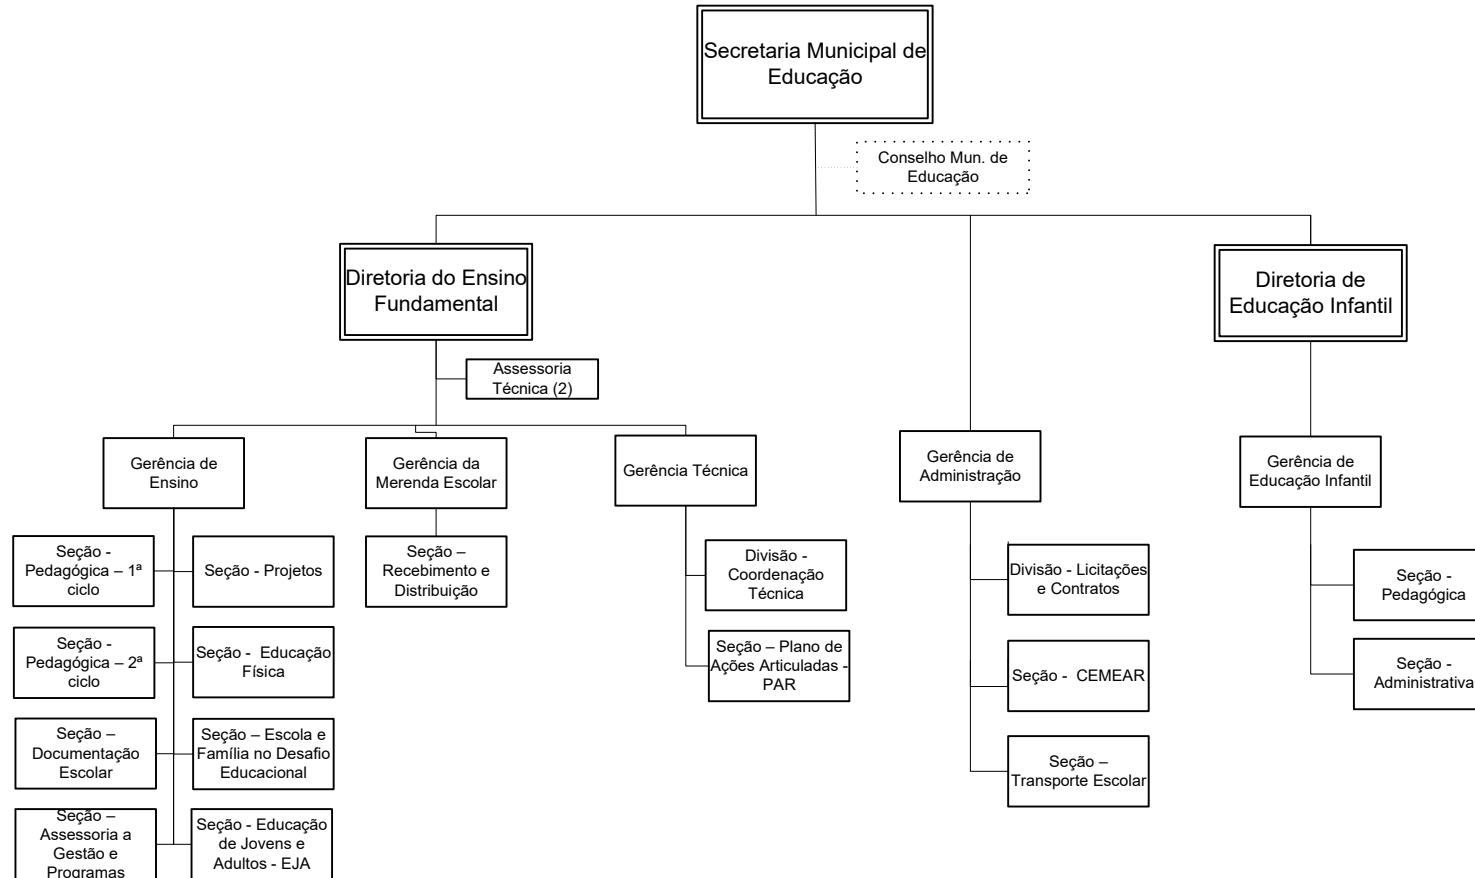 Secretaria Municipal de
Educação
Conselho Mun. de
Educação
Diretoria do Ensino
Fundamental
Diretoria de
Educação Infantil
Assessoria
Técnica (2)
Gerência de
Ensino
Gerência da
Merenda Escolar
Gerência Técnica
Gerência de
Administração
Gerência de
Educação Infantil
Seção -
Pedagógica – 1ª
ciclo
Seção - Projetos
Seção –
Recebimento e
Distribuição
Divisão -
Coordenação
Técnica
Divisão - Licitações
e Contratos
Seção -
Pedagógica
Seção -
Pedagógica – 2ª
ciclo
Seção -  Educação
Física
Seção – Plano de
Ações Articuladas -
PAR
Seção -  CEMEAR
Seção -
Administrativa
Seção –
Documentação
Escolar
Seção – Escola e
Família no Desafio
Educacional
Seção –
Transporte Escolar
Seção –
Assessoria a
Gestão e
Programas
Seção - Educação
de Jovens e
Adultos - EJA